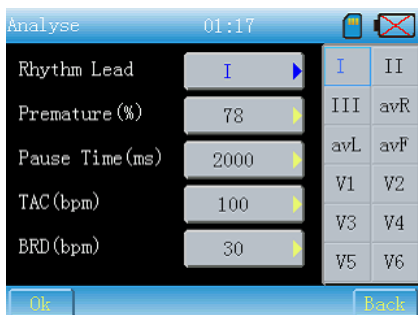 Analyse 01:17
Rhythm Lead I
Premature(%) 78
Pause Time(ms) 2000
TAC(bpm) 100
BRD(bpm) 30
I II
III avR
avL avF
V1 V2
V3 V4
V5 V6
Ok Back